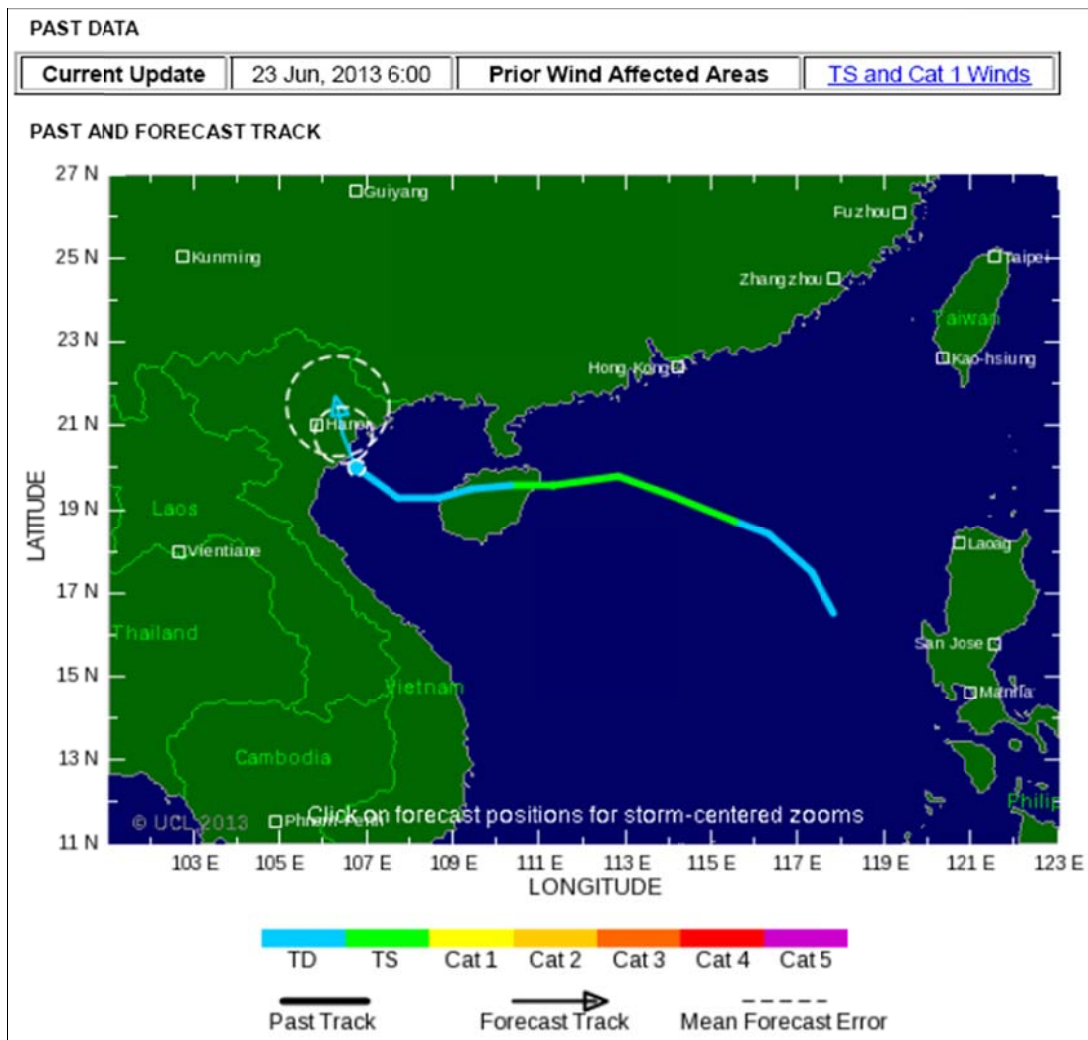 PAST DATA
Current Update 23 Jun, 2013 6:00 Prior Wind Affected Areas TS and Cat 1 Winds
PAST AND FORECAST TRACK
27 N
Guiyang
Fuzhou
25 N
Kunming
Taipei
Zhangzhou
Taiwan
23 N
Kao-hsiung
Hong Kong
21 N
Hanoi
LATITUDE
19 N
Laos
Laoag
Vientiane
17 N
Thailand
San Jose
15 N
Vietnam
Manila
13 N
Cambodia
Philip
Click on forecast positions for storm-centered zooms
© UCL 2013
Phnom-Penh
11 N
103 E 105 E 107 E 109 E 111 E 113 E 115 E 117 E 119 E 121 E 123 E
LONGITUDE
TD TS Cat 1 Cat 2 Cat 3 Cat 4 Cat 5
Past Track Forecast Track Mean Forecast Error